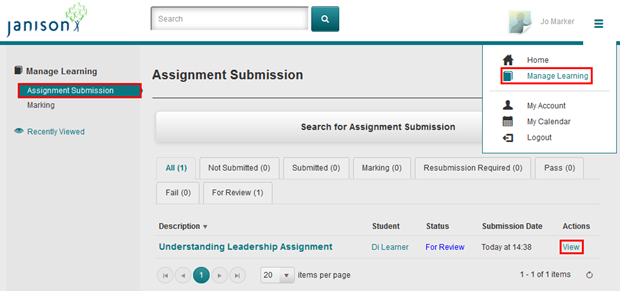 janison
Search
Jo Marker
Home
Manage Learning
My Account
My Calendar
Logout
Manage Learning
Assignment Submission
Marking
Recently Viewed
Assignment Submission
Search for Assignment Submission
All (1) Not Submitted (0) Submitted (0) Marking (0) Resubmission Required (0) Pass (0)
Fail (0) For Review (1)
Description Student Status Submission Date Actions
Understanding Leadership Assignment Di Learner For Review Today at 14:38 View
1 20 items per page 1 - 1 of 1 items